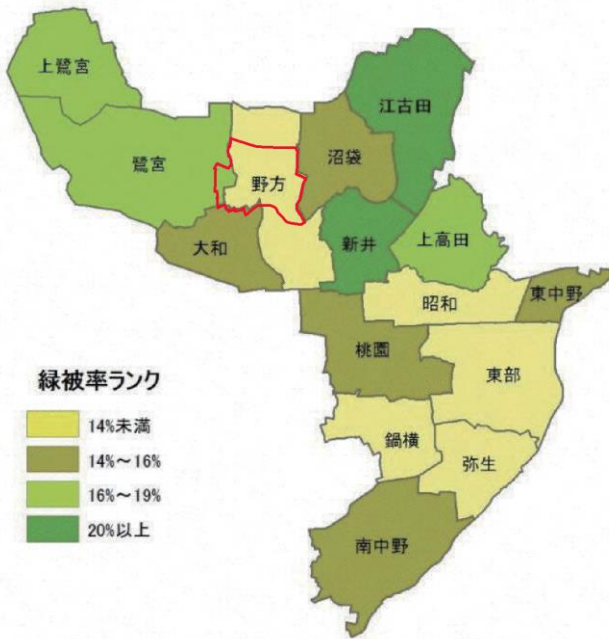 上鷺宮
江古田
鷺宮
沼袋
野方
大和
新井
上高田
昭和
東中野
桃園
東部
緑被率ランク
14%未満
鍋横
14%～16%
弥生
16%～19%
20%以上
南中野